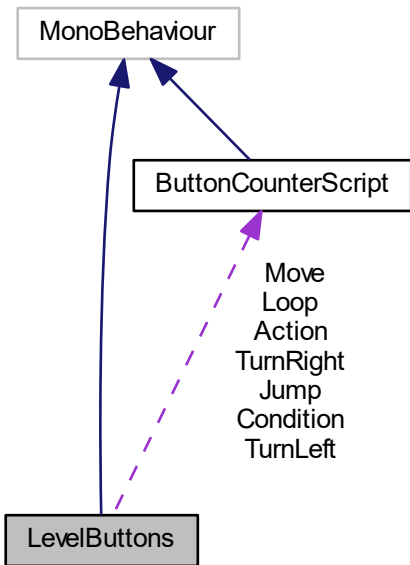 MonoBehaviour
ButtonCounterScript
Move
Loop
Action
TurnRight
Jump
Condition
TurnLeft
LevelButtons